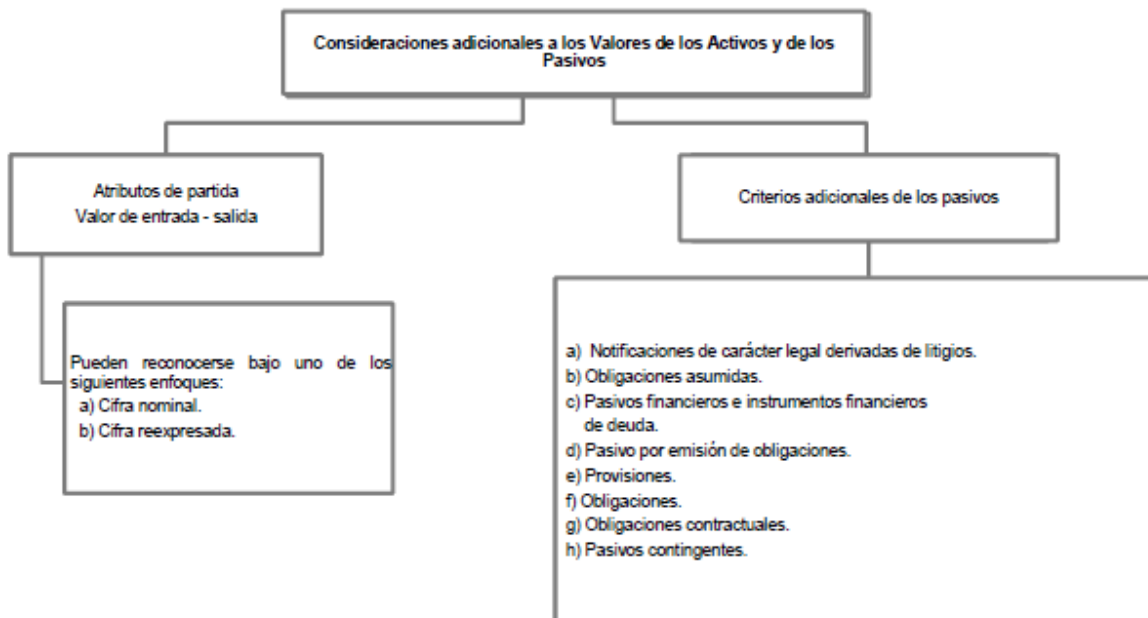 Consideraciones adicionales a los Valores de los Activos y de los
Pasivos
Atributos de partida
Valor de entrada - salida
Pueden reconocerse bajo uno de los
siguientes enfoques:
a) Cifra nominal.
b) Cifra reexpresada.
Criterios adicionales de los pasivos
a) Notificaciones de carácter legal derivadas de litigios.
b) Obligaciones asumidas.
c) Pasivos financieros e instrumentos financieros
de deuda.
d) Pasivo por emisión de obligaciones.
e) Provisiones.
f) Obligaciones.
g) Obligaciones contractuales.
h) Pasivos contingentes.